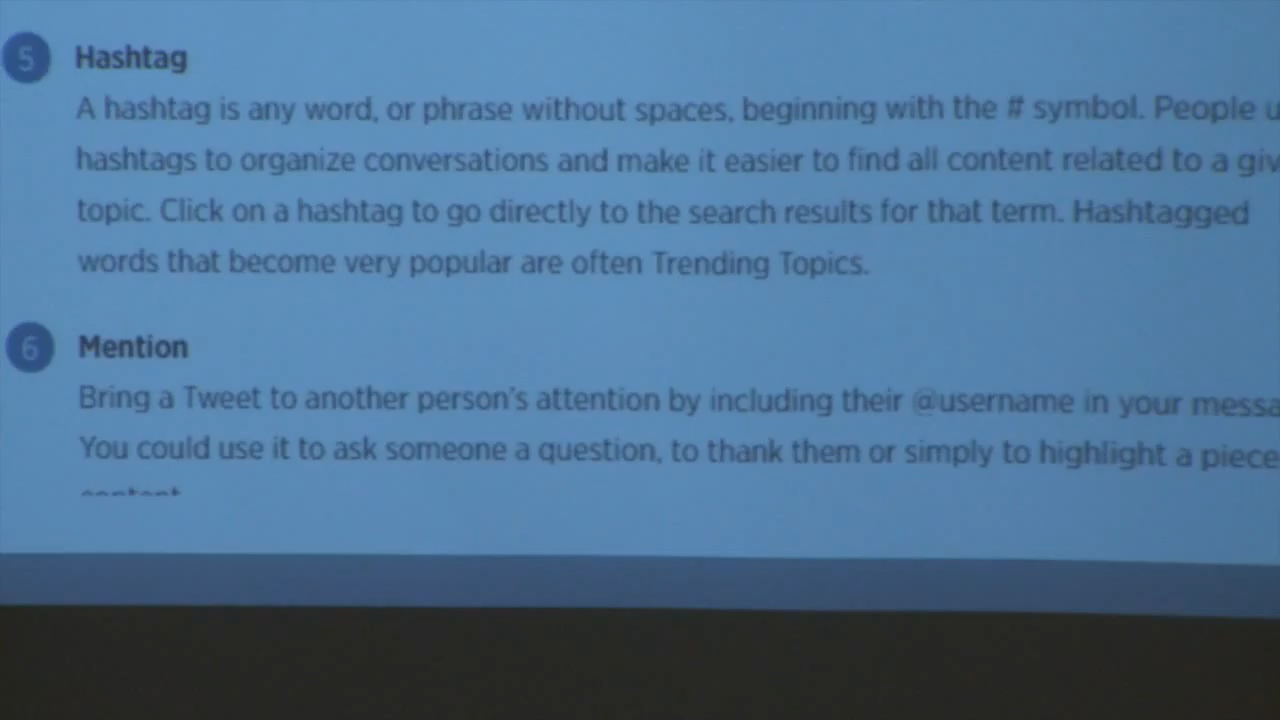 5 Hashtag
A hashtag is any word, or phrase without spaces, beginning with the # symbol. People
hashtags to organize conversations and make it easier to find all content related to a
topic. Click on a hashtag to go directly to the search results for that term. Hashtagged
words that become very popular are often Trending Topics.
6 Mention
Bring a Tweet to another person's attention by including their @username in your
You could use it to ask someone a question, to thank them or simply to highlight a piece